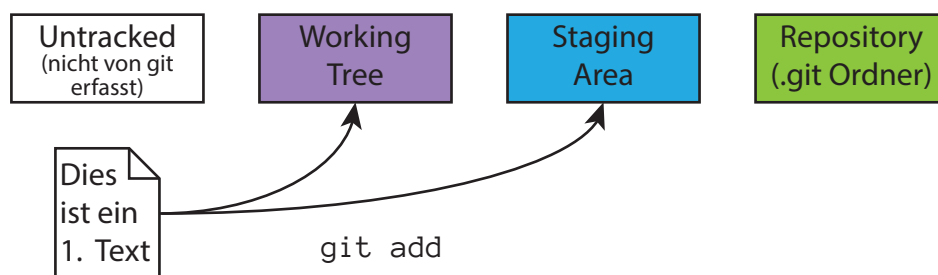 Untracked
(nicht von git
erfasst)
Working
Tree
Staging
Area
Repository
(.git Ordner)
Dies
ist ein
1. Text
git add